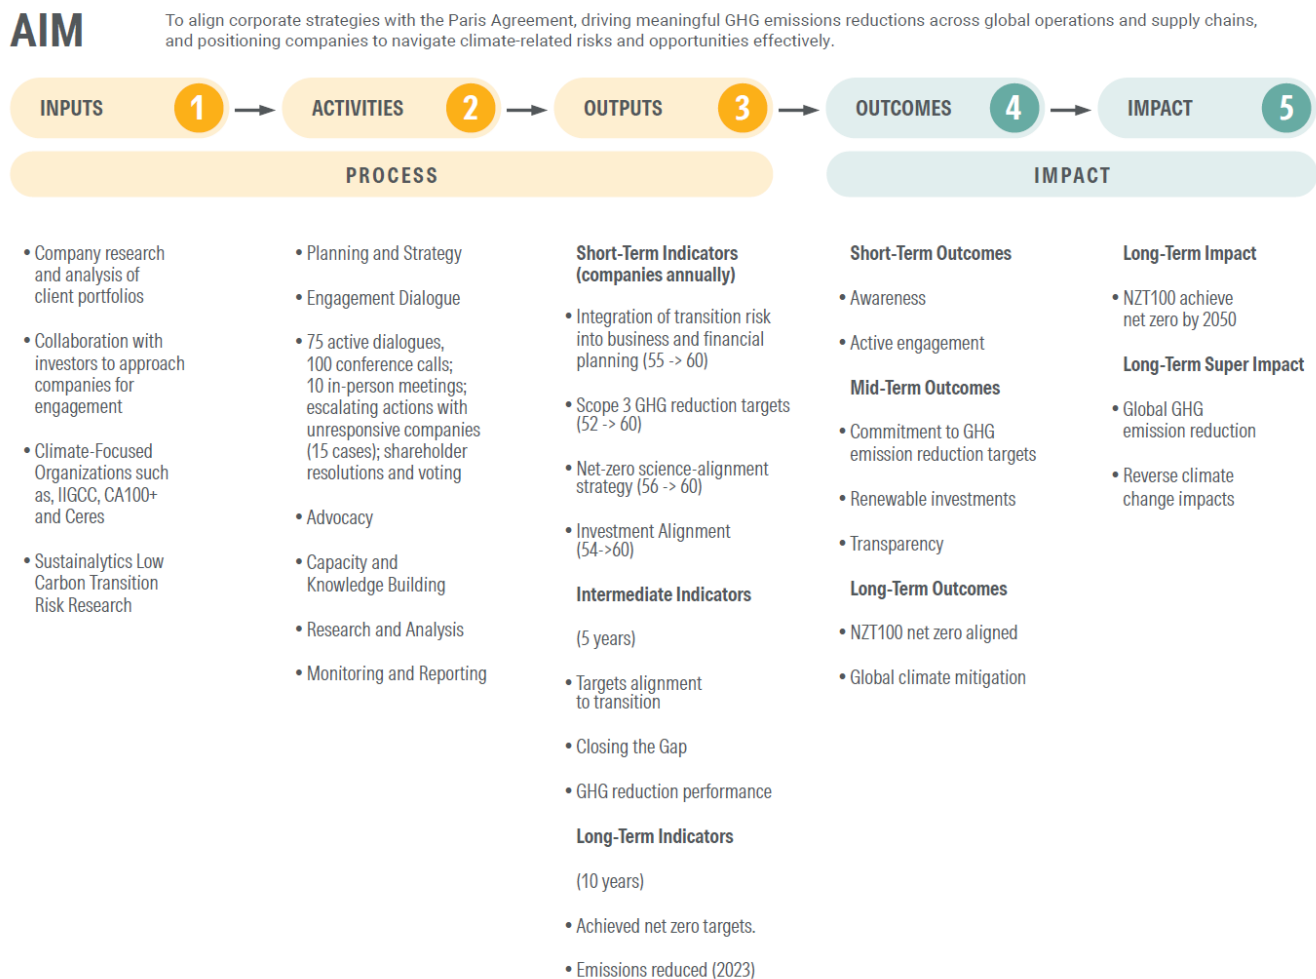 AIM
To align corporate strategies with the Paris Agreement, driving meaningful GHG emissions reductions across global operations and supply chains,
and positioning companies to navigate climate-related risks and opportunities effectively.
INPUTS 1
ACTIVITIES 2
OUTPUTS 3
OUTCOMES 4
IMPACT 5
PROCESS
IMPACT
• Company research
and analysis of
client portfolios
• Collaboration with
investors to approach
companies for
engagement
• Climate-Focused
Organizations such
as, IIGCC, CA100+
and Ceres
• Sustainalytics Low
Carbon Transition
Risk Research
• Planning and Strategy
• Engagement Dialogue
• 75 active dialogues,
100 conference calls;
10 in-person meetings;
escalating actions with
unresponsive companies
(15 cases); shareholder
resolutions and voting
• Advocacy
• Capacity and
Knowledge Building
• Research and Analysis
• Monitoring and Reporting
Short-Term Indicators
(companies annually)
• Integration of transition risk
into business and financial
planning (55 -> 60)
• Scope 3 GHG reduction targets
(52 -> 60)
• Net-zero science-alignment
strategy (56 -> 60)
• Investment Alignment
(54->60)
Intermediate Indicators
(5 years)
• Targets alignment
to transition
• Closing the Gap
• GHG reduction performance
Long-Term Indicators
(10 years)
• Achieved net zero targets.
• Emissions reduced (2023)
Short-Term Outcomes
• Awareness
• Active engagement
Mid-Term Outcomes
• Commitment to GHG
emission reduction targets
• Renewable investments
• Transparency
Long-Term Outcomes
• NZT100 net zero aligned
• Global climate mitigation
Long-Term Impact
• NZT100 achieve
net zero by 2050
Long-Term Super Impact
• Global GHG
emission reduction
• Reverse climate
change impacts